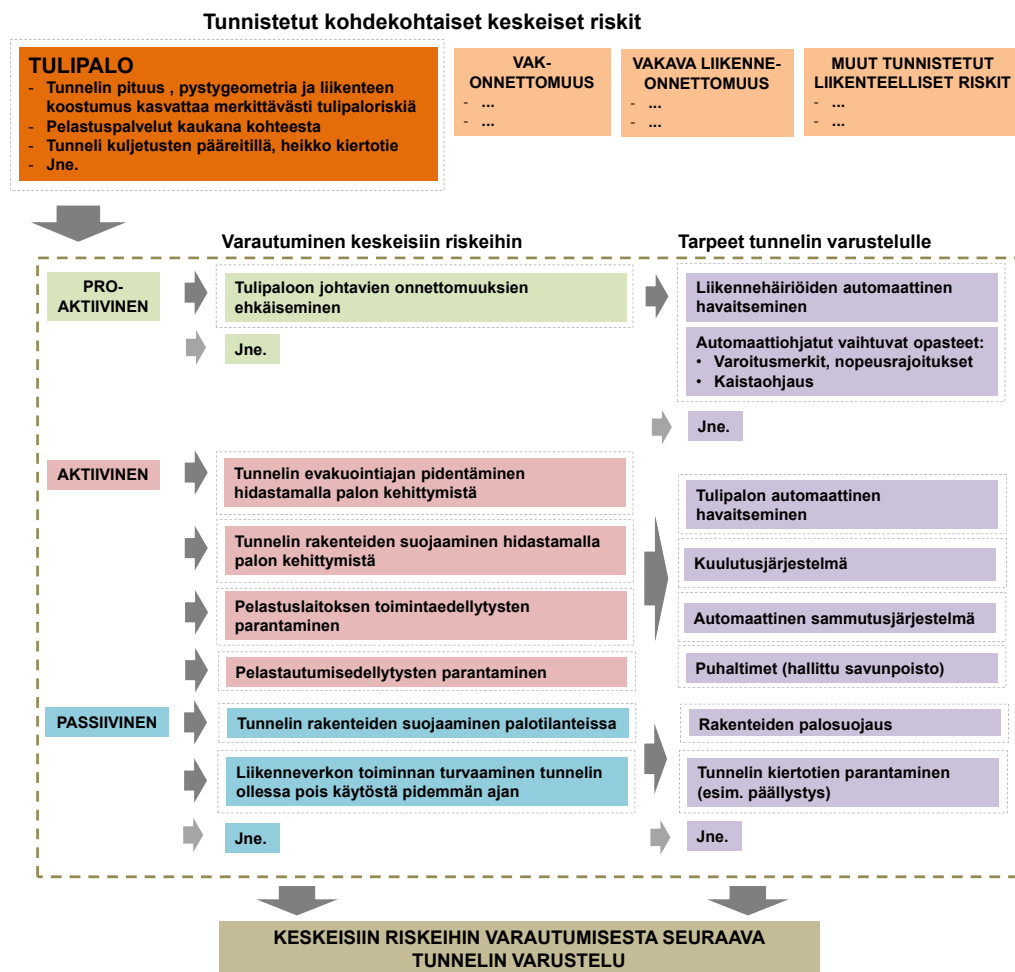 Tunnistetut kohdekohtaiset keskeiset riskit
TULIPALO
- Tunnelin pituus , pystygeometria ja liikenteen
koostumus kasvattaa merkittävästi tulipaloriskiä
- Pelastuspalvelut kaukana kohteesta
- Tunneli kuljetusten pääreitillä, heikko kiertotie
- Jne.
VAK-
ONNETTOMUUS
- ...
- ...
VAKAVA LIIKENNE-
ONNETTOMUUS
- ...
- ...
MUUT TUNNISTETUT
LIIKENTEELLISET RISKIT
- ...
- ...
Varautuminen keskeisiin riskeihin
Tarpeet tunnelin varustelulle
PRO-
AKTIIVINEN
Tulipaloon johtavien onnettomuuksien
ehkäiseminen
Jne.
Liikennehäiriöiden automaattinen
havaitseminen
Automaattiohjatut vaihtuvat opasteet:
• Varoitusmerkit, nopeusrajoitukset
• Kaistaohjaus
Jne.
AKTIIVINEN
Tunnelin evakuointiajan pidentäminen
hidastamalla palon kehittymistä
Tunnelin rakenteiden suojaaminen hidastamalla
palon kehittymistä
Pelastuslaitoksen toimintaedellytysten
parantaminen
Pelastautumisedellytysten parantaminen
Tulipalon automaattinen
havaitseminen
Kuulutusjärjestelmä
Automaattinen sammutusjärjestelmä
Puhaltimet (hallittu savunpoisto)
PASSIIVINEN
Tunnelin rakenteiden suojaaminen palotilanteissa
Liikenneverkon toiminnan turvaaminen tunnelin
ollessa pois käytöstä pidemmän ajan
Jne.
Rakenteiden palosuojaus
Tunnelin kiertotien parantaminen
(esim. päällystys)
Jne.
KESKEISIIN RISKEIHIN VARAUTUMISESTA SEURAAVA
TUNNELIN VARUSTELU